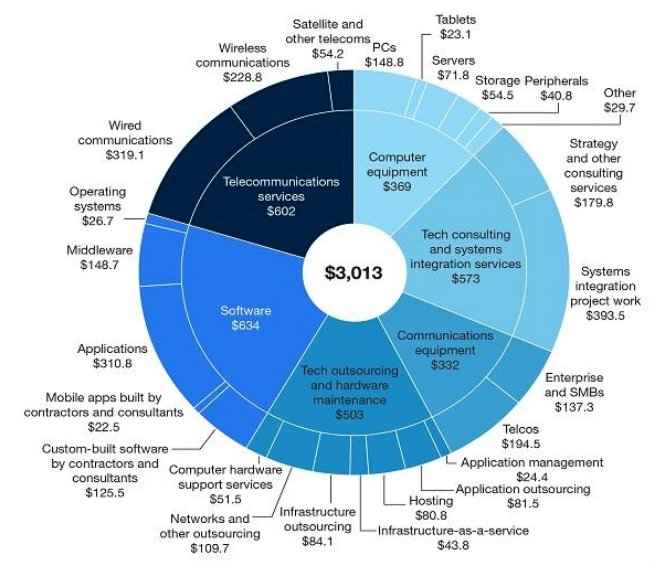 Satellite and
other telecoms
$54.2
PCs
$148.8
Tablets
$23.1
Servers
$71.8
Storage
$54.5
Peripherals
$40.8
Other
$29.7
Strategy
and other
consulting
services
$179.8
Systems
integration
project work
$393.5
Enterprise
and SMBs
$137.3
Telcos
$194.5
Application management
$24.4
Application outsourcing
$81.5
Hosting
$80.8
Infrastructure-as-a-service
$43.8
Infrastructure
outsourcing
$84.1
Networks and
other outsourcing
$109.7
Computer hardware
support services
$51.5
Custom-built software
by contractors and
consultants
$125.5
Mobile apps built by
contractors and consultants
$22.5
Applications
$310.8
Middleware
$148.7
Operating
systems
$26.7
Wired
communications
$319.1
Wireless
communications
$228.8
Telecommunications
services
$602
Computer
equipment
$369
Tech consulting
and systems
integration services
$573
Communications
equipment
$332
Tech outsourcing
and hardware
maintenance
$503
Software
$634
$3,013